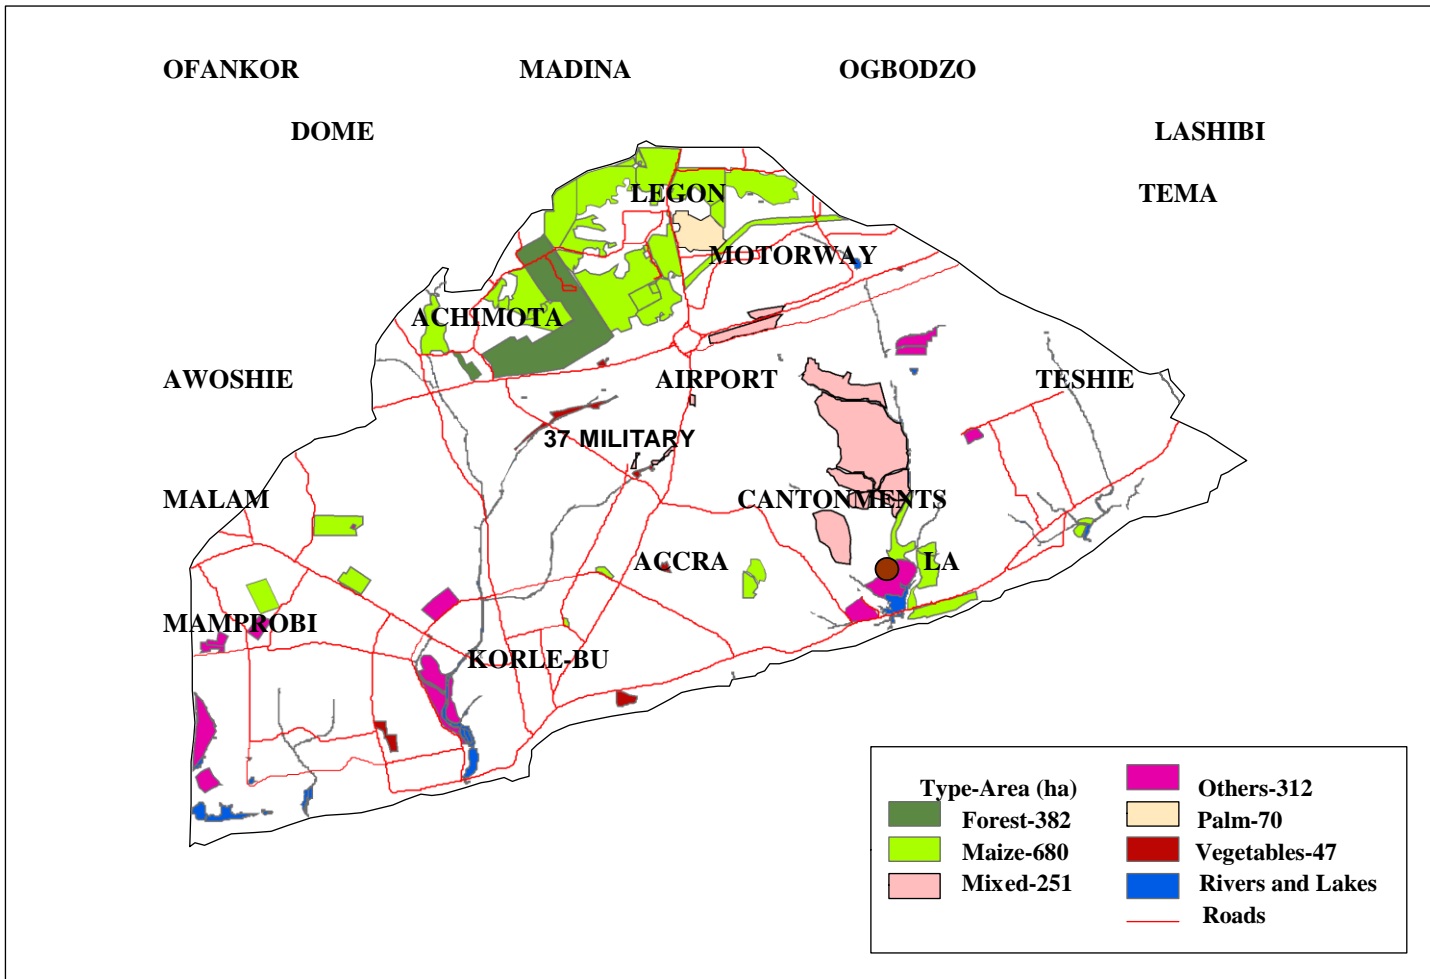 OFANKOR MADINA OGBODZO
DOME LASHIBI
LEGON TEMA
MOTORWAY
ACHIMOTA
AWOSHIE AIRPORT TESHIE
37 MILITARY
MALAM CANTONMENTS
ACCRA LA
MAMPROBI
KORLE-BU
Type-Area (ha) Others-312
Forest-382 Palm-70
Maize-680 Vegetables-47
Mixed-251 Rivers and Lakes
Roads